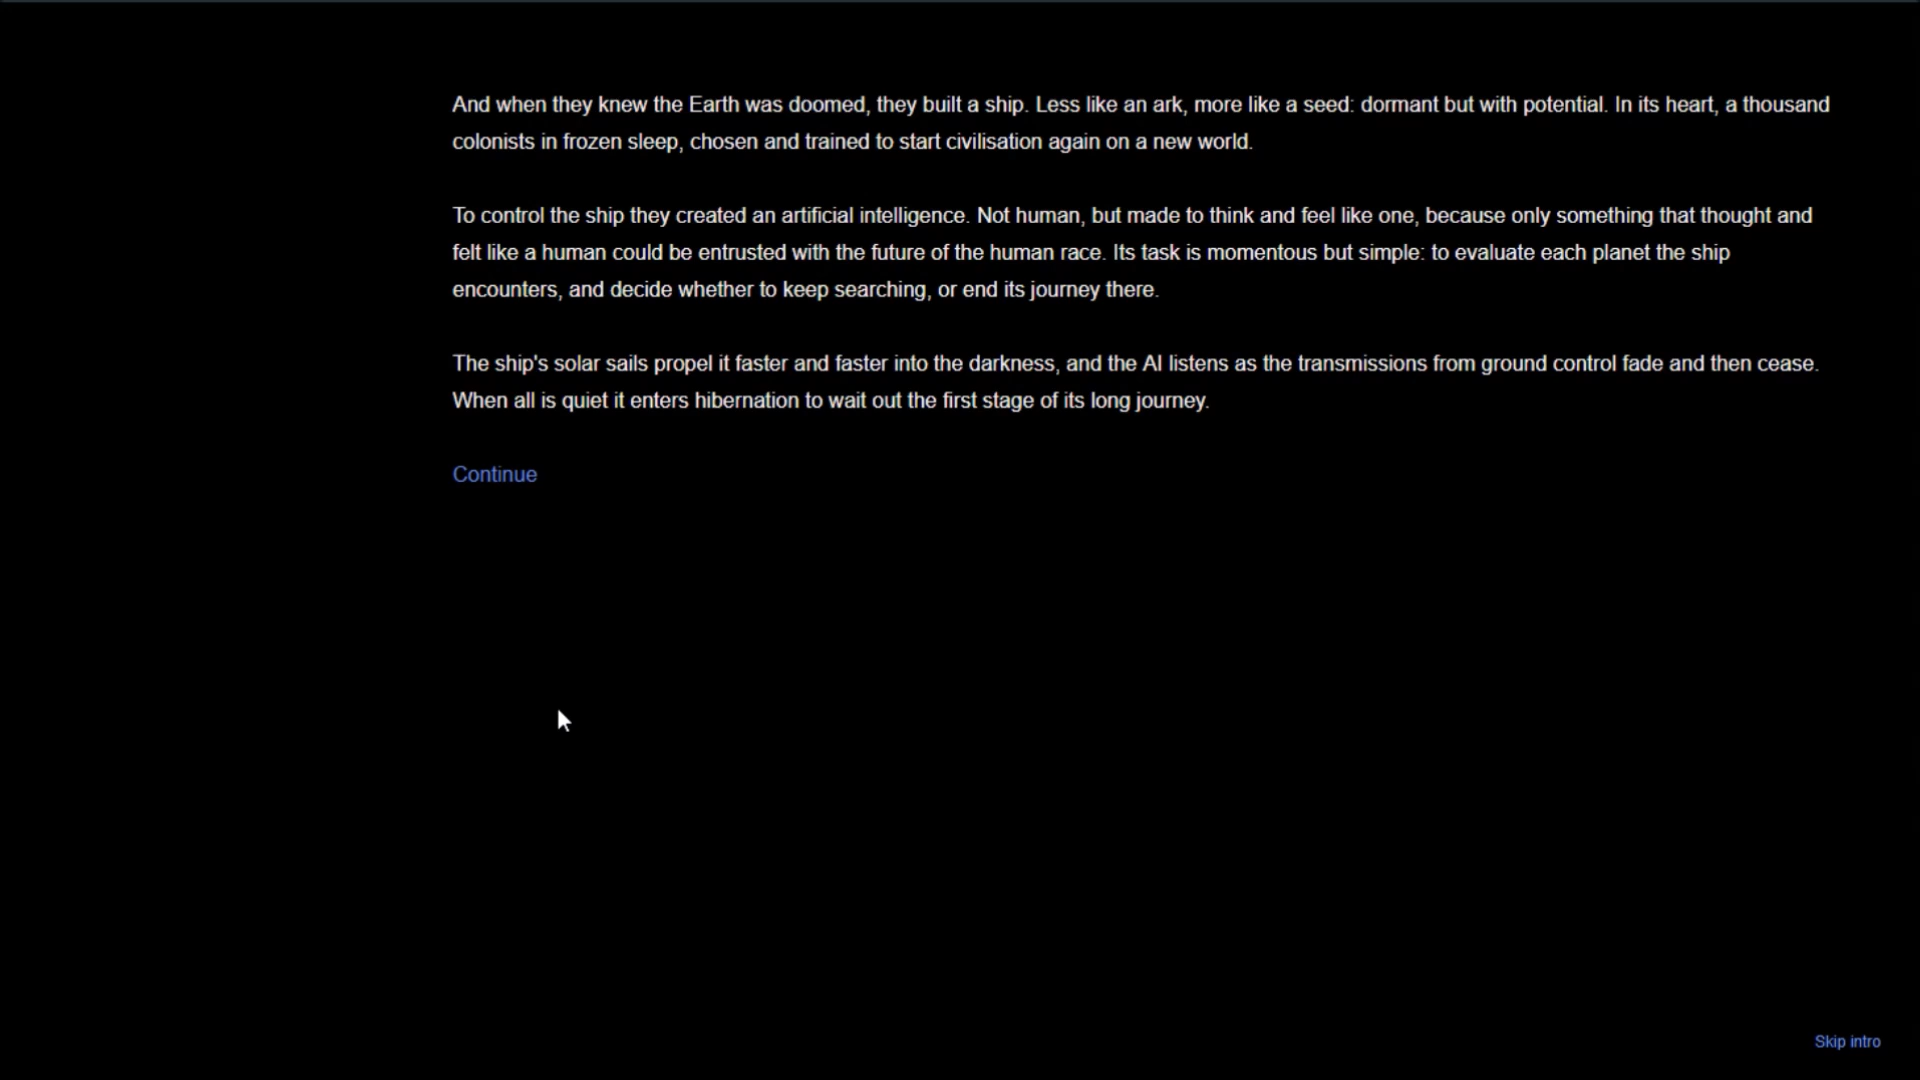 And when they knew the Earth was doomed, they built a ship. Less like an ark, more like a seed: dormant but with potential. In its heart, a thousand
colonists in frozen sleep, chosen and trained to start civilisation again on a new world.
To control the ship they created an artificial intelligence. Not human, but made to think and feel like one, because only something that thought and
felt like a human could be entrusted with the future of the human race. Its task is momentous but simple: to evaluate each planet the ship
encounters, and decide whether to keep searching, or end its journey there.
The ship's solar sails propel it faster and faster into the darkness, and the AI listens as the transmissions from ground control fade and then cease.
When all is quiet it enters hibernation to wait out the first stage of its long journey.
Continue
Skip intro